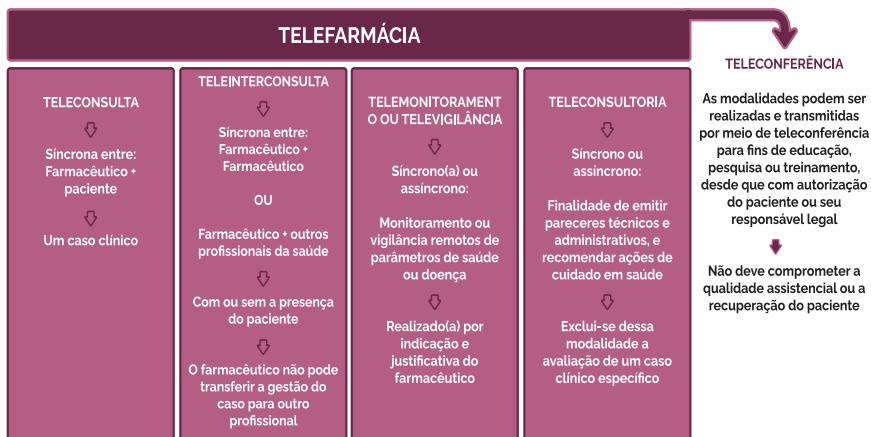 TELEFARMÁCIA
TELECONSULTA
Síncrona entre:
Farmacêutico +
paciente
Um caso clínico
TELEINTERCONSULTA
Síncrona entre:
Farmacêutico +
Farmacêutico
OU
Farmacêutico + outros
profissionais da saúde
Com ou sem a presença
do paciente
O farmacêutico não pode
transferir a gestão do
caso para outro
profissional
TELEMONITORAMENT
O OU TELEVIGILÂNCIA
Síncrono(a) ou
assíncrono:
Monitoramento ou
vigilância remotos de
parâmetros de saúde
ou doença
Realizado(a) por
indicação e
justificativa do
farmacêutico
TELECONSULTORIA
Síncrono ou
assíncrono:
Finalidade de emitir
pareceres técnicos e
administrativos, e
recomendar ações de
cuidado em saúde
Exclui-se dessa
modalidade a
avaliação de um caso
clínico específico
TELECONFERÊNCIA
As modalidades podem ser
realizadas e transmitidas
por meio de teleconferência
para fins de educação,
pesquisa ou treinamento,
desde que com autorização
do paciente ou seu
responsável legal
Não deve comprometer a
qualidade assistencial ou a
recuperação do paciente